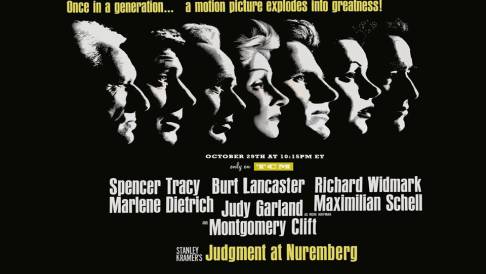 Once in a generation... a motion picture explodes into greatness!
OCTOBER 29TH AT 10:15PM ET
only on TCM
Spencer Tracy Burt Lancaster Richard Widmark
Marlene Dietrich Judy Garland Maximilian Schell
Montgomery Clift
STANLEY KRAMER'S Judgment at Nuremberg